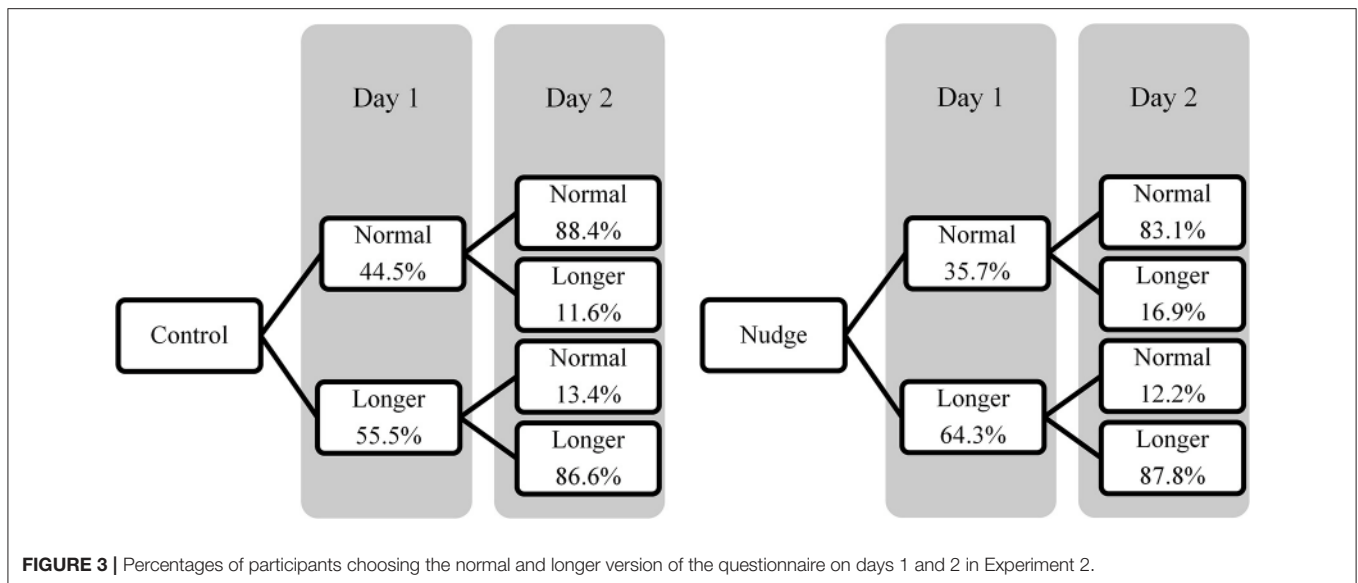 Day 1
Day 2
Control
Normal
44.5%
Longer
55.5%
Normal
88.4%
Longer
11.6%
Normal
13.4%
Longer
86.6%
Day 1
Day 2
Nudge
Normal
35.7%
Longer
64.3%
Normal
83.1%
Longer
16.9%
Normal
12.2%
Longer
87.8%
FIGURE 3 | Percentages of participants choosing the normal and longer version of the questionnaire on days 1 and 2 in Experiment 2.